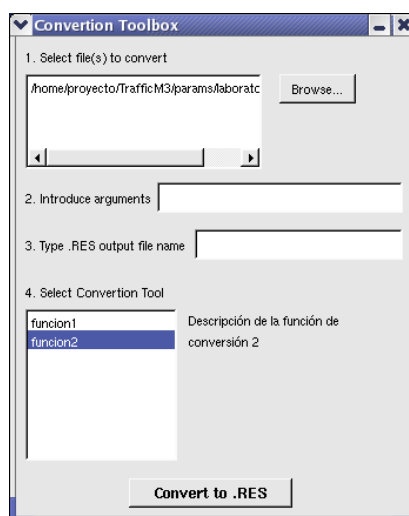 Convertion Toolbox
1. Select file(s) to convert
/home/proyecto/TrafficM3/params/laboratc
Browse...
2. Introduce arguments
3. Type .RES output file name
4. Select Convertion Tool
funcion1
funcion2
Descripción de la función de
conversión 2
Convert to .RES